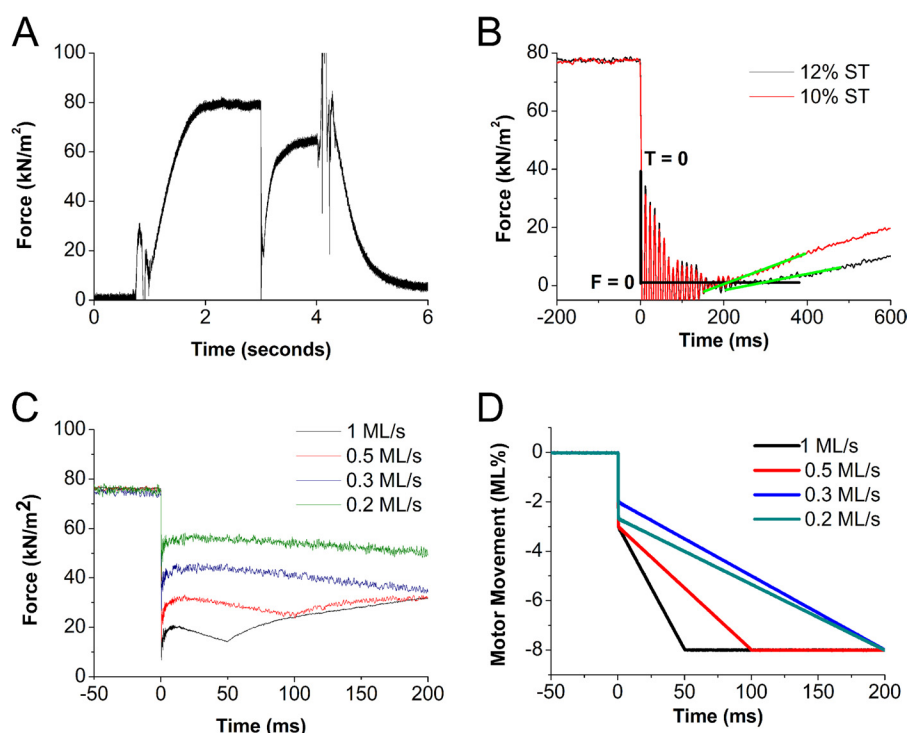 A
100
80
60
40
20
0
Force (kN/m²)
0 2 4 6
Time (seconds)
B
80
60
40
20
0
Force (kN/m²)
12% ST
10% ST
T = 0
F = 0
-200 0 200 400 600
Time (ms)
C
100
80
60
40
20
0
Force (kN/m²)
1 ML/s
0.5 ML/s
0.3 ML/s
0.2 ML/s
-50 0 50 100 150 200
Time (ms)
D
0
-2
-4
-6
-8
Motor Movement (ML%)
1 ML/s
0.5 ML/s
0.3 ML/s
0.2 ML/s
-50 0 50 100 150 200
Time (ms)